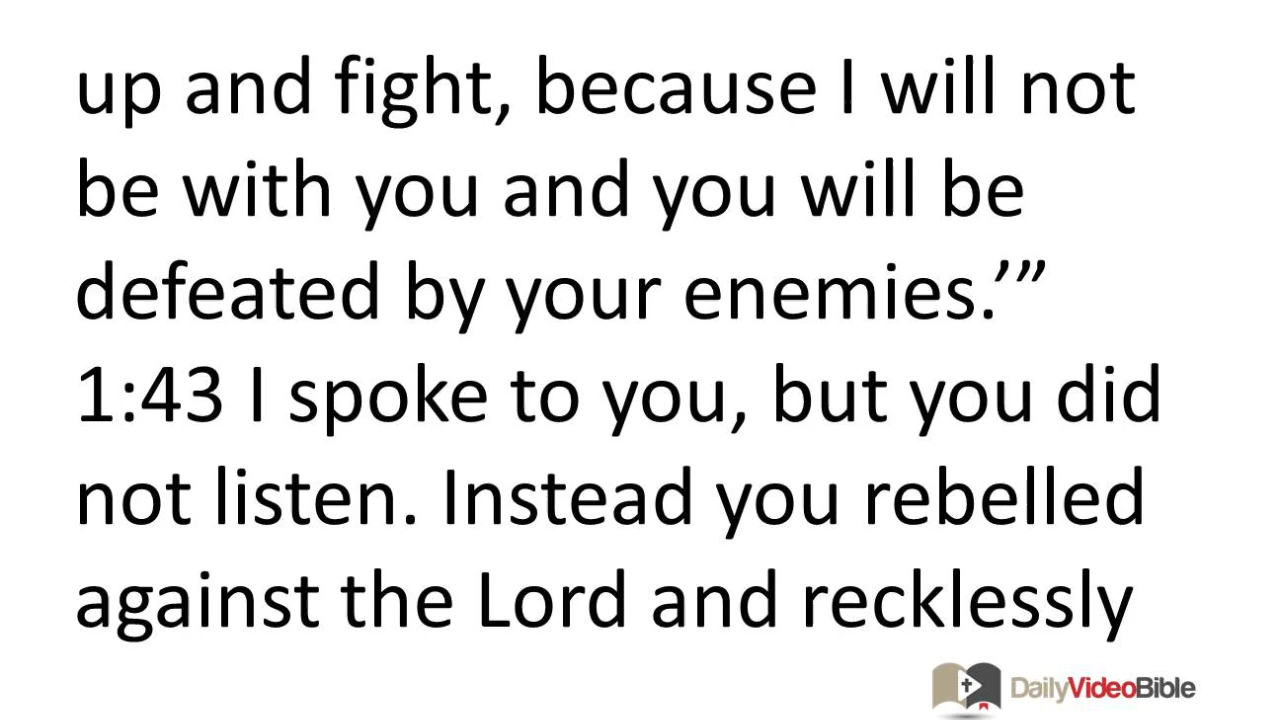 up and fight, because I will not
be with you and you will be
defeated by your enemies.’”
1:43 I spoke to you, but you did
not listen. Instead you rebelled
against the Lord and recklessly
DailyVideoBible